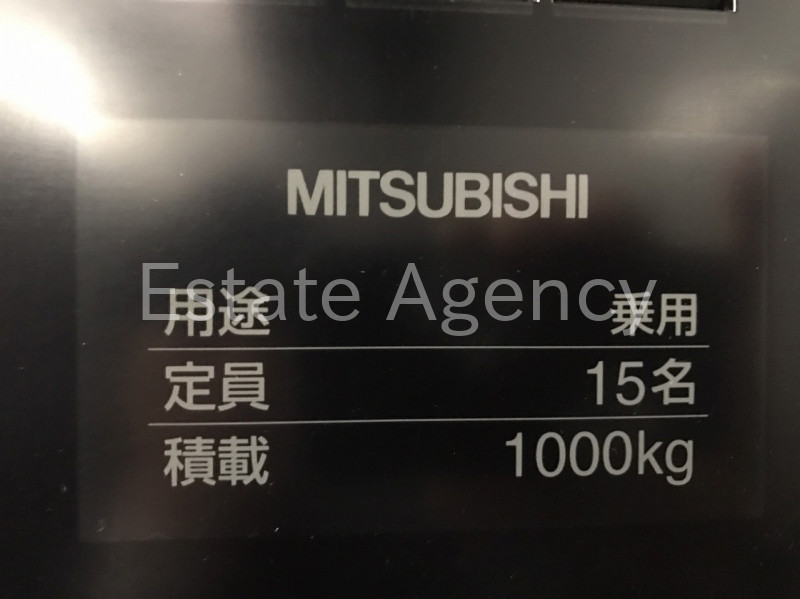 MITSUBISHI
Estate Agency
用途 乗用
定員 15名
積載 1000kg